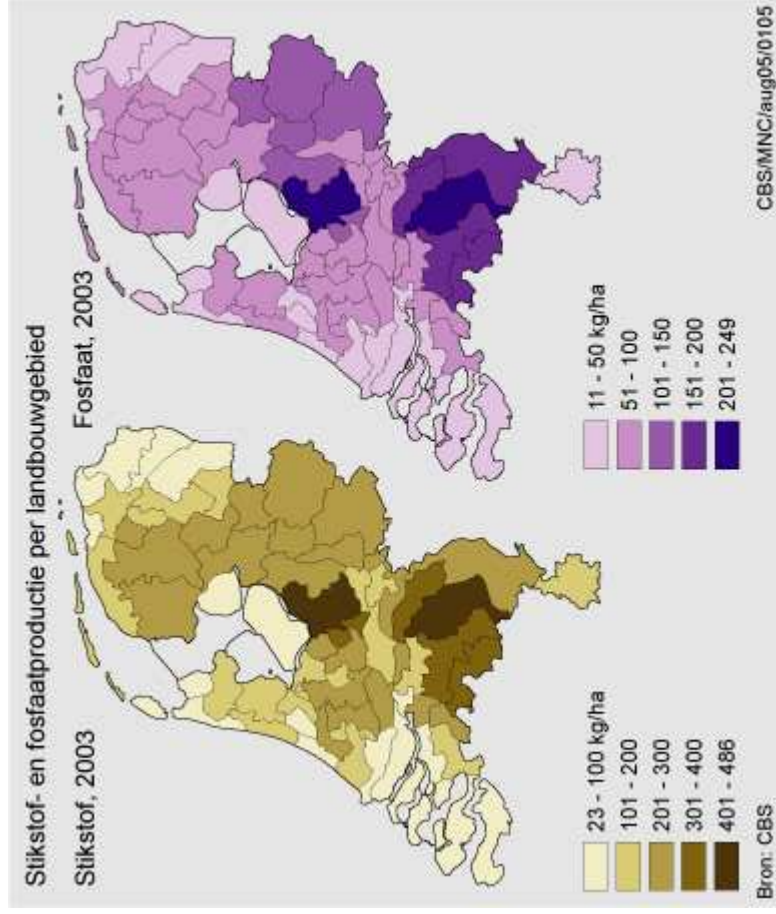 Stikstof- en fosfaatproductie per landbouwgebied
Stikstof, 2003
Fosfaat, 2003
23 - 100 kg/ha
101 - 200
201 - 300
301 - 400
401 - 486
11 - 50 kg/ha
51 - 100
101 - 150
151 - 200
201 - 249
Bron: CBS
CBS/MNC/aug05/0105